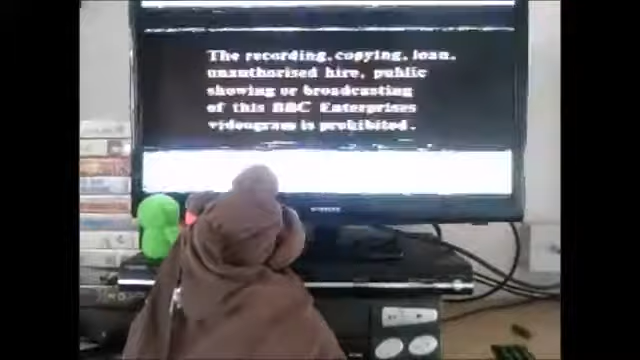 The recording, copying, loan,
unauthorised hire, public
showing or broadcasting
of this BBC Enterprises
videogram is prohibited.